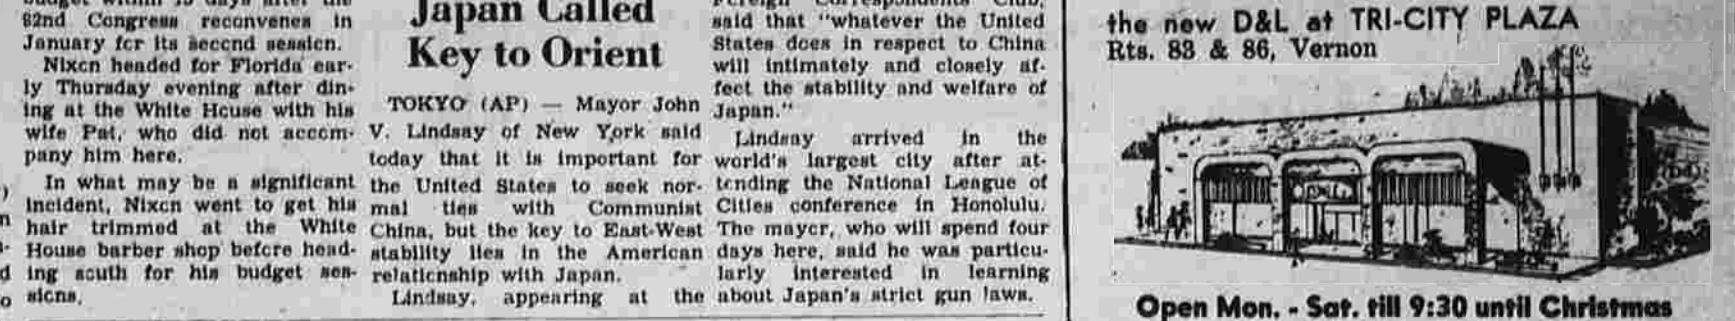 82nd Congress reconvenes in
January for its second session.
Nixon headed for Florida ear-
ly Thursday evening after din-
ing at the White House with his
wife Pat, who did not accom-
pany him here.
In what may be a significant
incident, Nixon went to get his
hair trimmed at the White
House barber shop before head-
ing south for his budget ses-
sions.
Japan Called
Key to Orient
TOKYO (AP) — Mayor John
V. Lindsay of New York said
today that it is important for
the United States to seek nor-
mal ties with Communist
China, but the key to East-West
stability lies in the American
relationship with Japan.
Lindsay, appearing at the
Foreign Correspondents Club,
said that "whatever the United
States does in respect to China
will intimately and closely af-
fect the stability and welfare of
Japan."
Lindsay arrived in the
world's largest city after at-
tending the National League of
Cities conference in Honolulu.
The mayor, who will spend four
days here, said he was particu-
larly interested in learning
about Japan's strict gun laws.
the new D&L at TRI-CITY PLAZA
Rts. 83 & 86, Vernon
D&L
Open Mon. - Sat. till 9:30 until Christmas